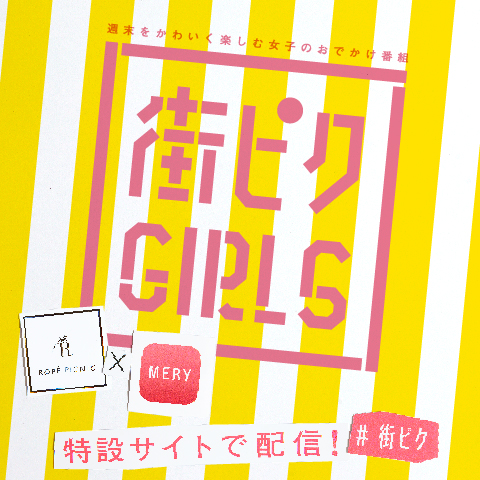 週末をかわいく楽しむ女子のおでかけ番組
街ピク
GIRLS
ROPÉ PICNIC
×
MERY
特設サイトで配信!
#街ピク